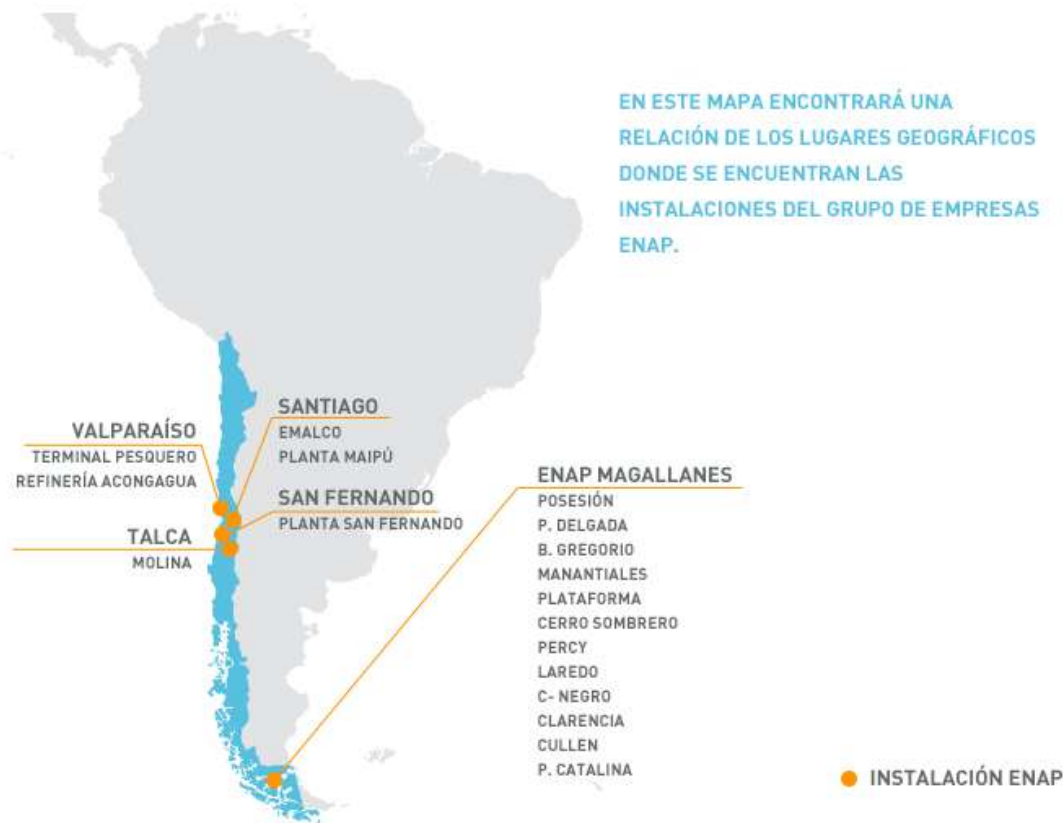 EN ESTE MAPA ENCONTRARÁ UNA
RELACIÓN DE LOS LUGARES GEOGRÁFICOS
DONDE SE ENCUENTRAN LAS
INSTALACIONES DEL GRUPO DE EMPRESAS
ENAP.
VALPARAÍSO
TERMINAL PESQUERO
REFINERÍA ACONGAGUA
SANTIAGO
EMALCO
PLANTA MAIPÚ
SAN FERNANDO
PLANTA SAN FERNANDO
TALCA
MOLINA
ENAP MAGALLANES
POSESIÓN
P. DELGADA
B. GREGORIO
MANANTIALES
PLATAFORMA
CERRO SOMBRERO
PERCY
LAREDO
C- NEGRO
CLARENCIA
CULLEN
P. CATALINA
INSTALACIÓN ENAP